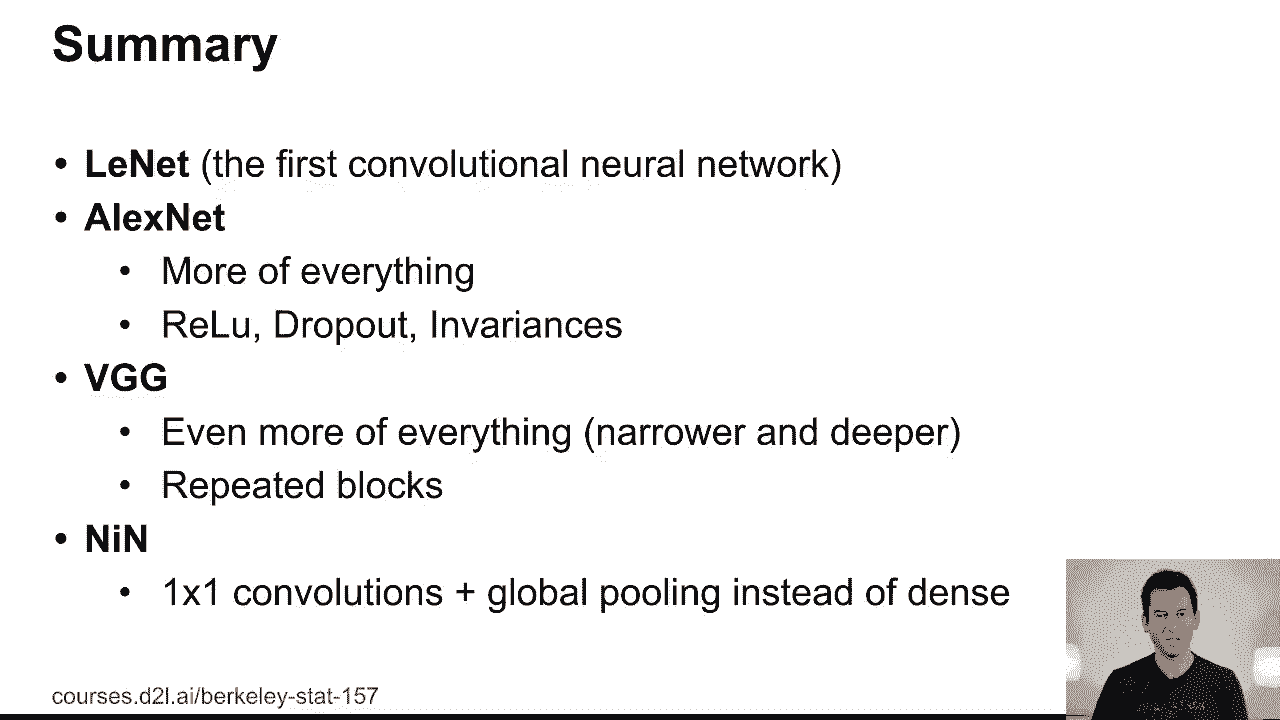 Summary
• LeNet (the first convolutional neural network)
• AlexNet
• More of everything
• ReLu, Dropout, Invariances
• VGG
• Even more of everything (narrower and deeper)
• Repeated blocks
• NiN
• 1x1 convolutions + global pooling instead of dense
courses.d2l.ai/berkeley-stat-157